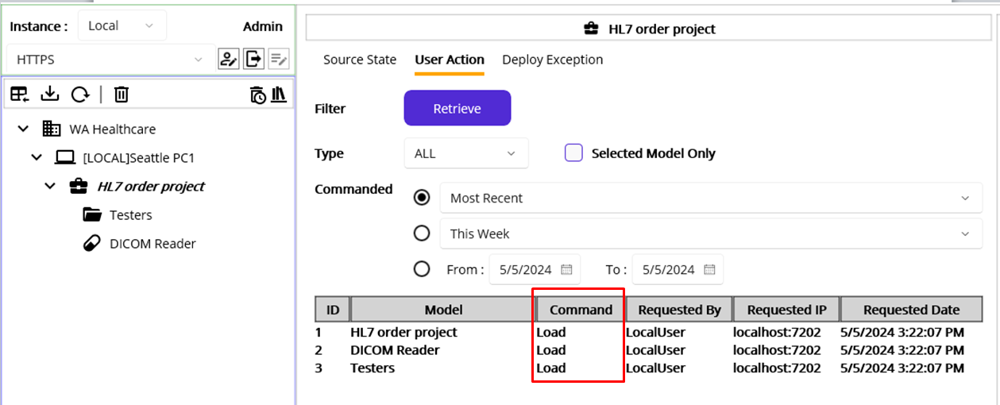 Instance : Local Admin
HTTPS
WA Healthcare
[LOCAL]Seattle PC1
HL7 order project
Testers
DICOM Reader
HL7 order project
Source State User Action Deploy Exception
Filter Retrieve
Type ALL Selected Model Only
Commanded Most Recent
This Week
From : 5/5/2024 To : 5/5/2024
ID Model Command Requested By Requested IP Requested Date
1 HL7 order project Load LocalUser localhost:7202 5/5/2024 3:22:07 PM
2 DICOM Reader Load LocalUser localhost:7202 5/5/2024 3:22:07 PM
3 Testers Load LocalUser localhost:7202 5/5/2024 3:22:07 PM